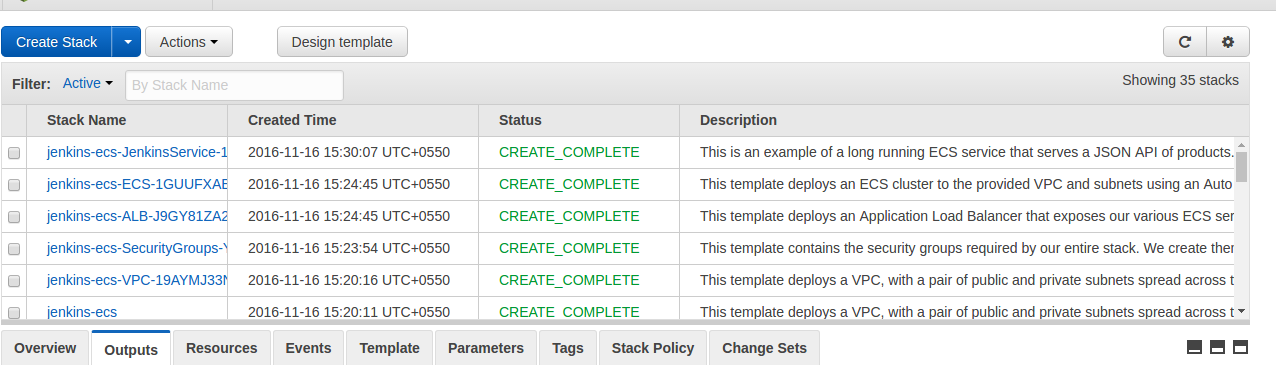 Create Stack Actions Design template
Filter: Active By Stack Name Showing 35 stacks
Stack Name Created Time Status Description
jenkins-ecs-JenkinsService-1 2016-11-16 15:30:07 UTC+0550 CREATE_COMPLETE This is an example of a long running ECS service that serves a JSON API of products.
jenkins-ecs-ECS-1GUUFXAE 2016-11-16 15:24:45 UTC+0550 CREATE_COMPLETE This template deploys an ECS cluster to the provided VPC and subnets using an Auto
jenkins-ecs-ALB-J9GY81ZA2 2016-11-16 15:24:45 UTC+0550 CREATE_COMPLETE This template deploys an Application Load Balancer that exposes our various ECS ser
jenkins-ecs-SecurityGroups-Y 2016-11-16 15:23:54 UTC+0550 CREATE_COMPLETE This template contains the security groups required by our entire stack. We create then
jenkins-ecs-VPC-19AYMJ33N 2016-11-16 15:20:16 UTC+0550 CREATE_COMPLETE This template deploys a VPC, with a pair of public and private subnets spread across t
jenkins-ecs 2016-11-16 15:20:11 UTC+0550 CREATE_COMPLETE This template deploys a VPC, with a pair of public and private subnets spread across t
Overview Outputs Resources Events Template Parameters Tags Stack Policy Change Sets